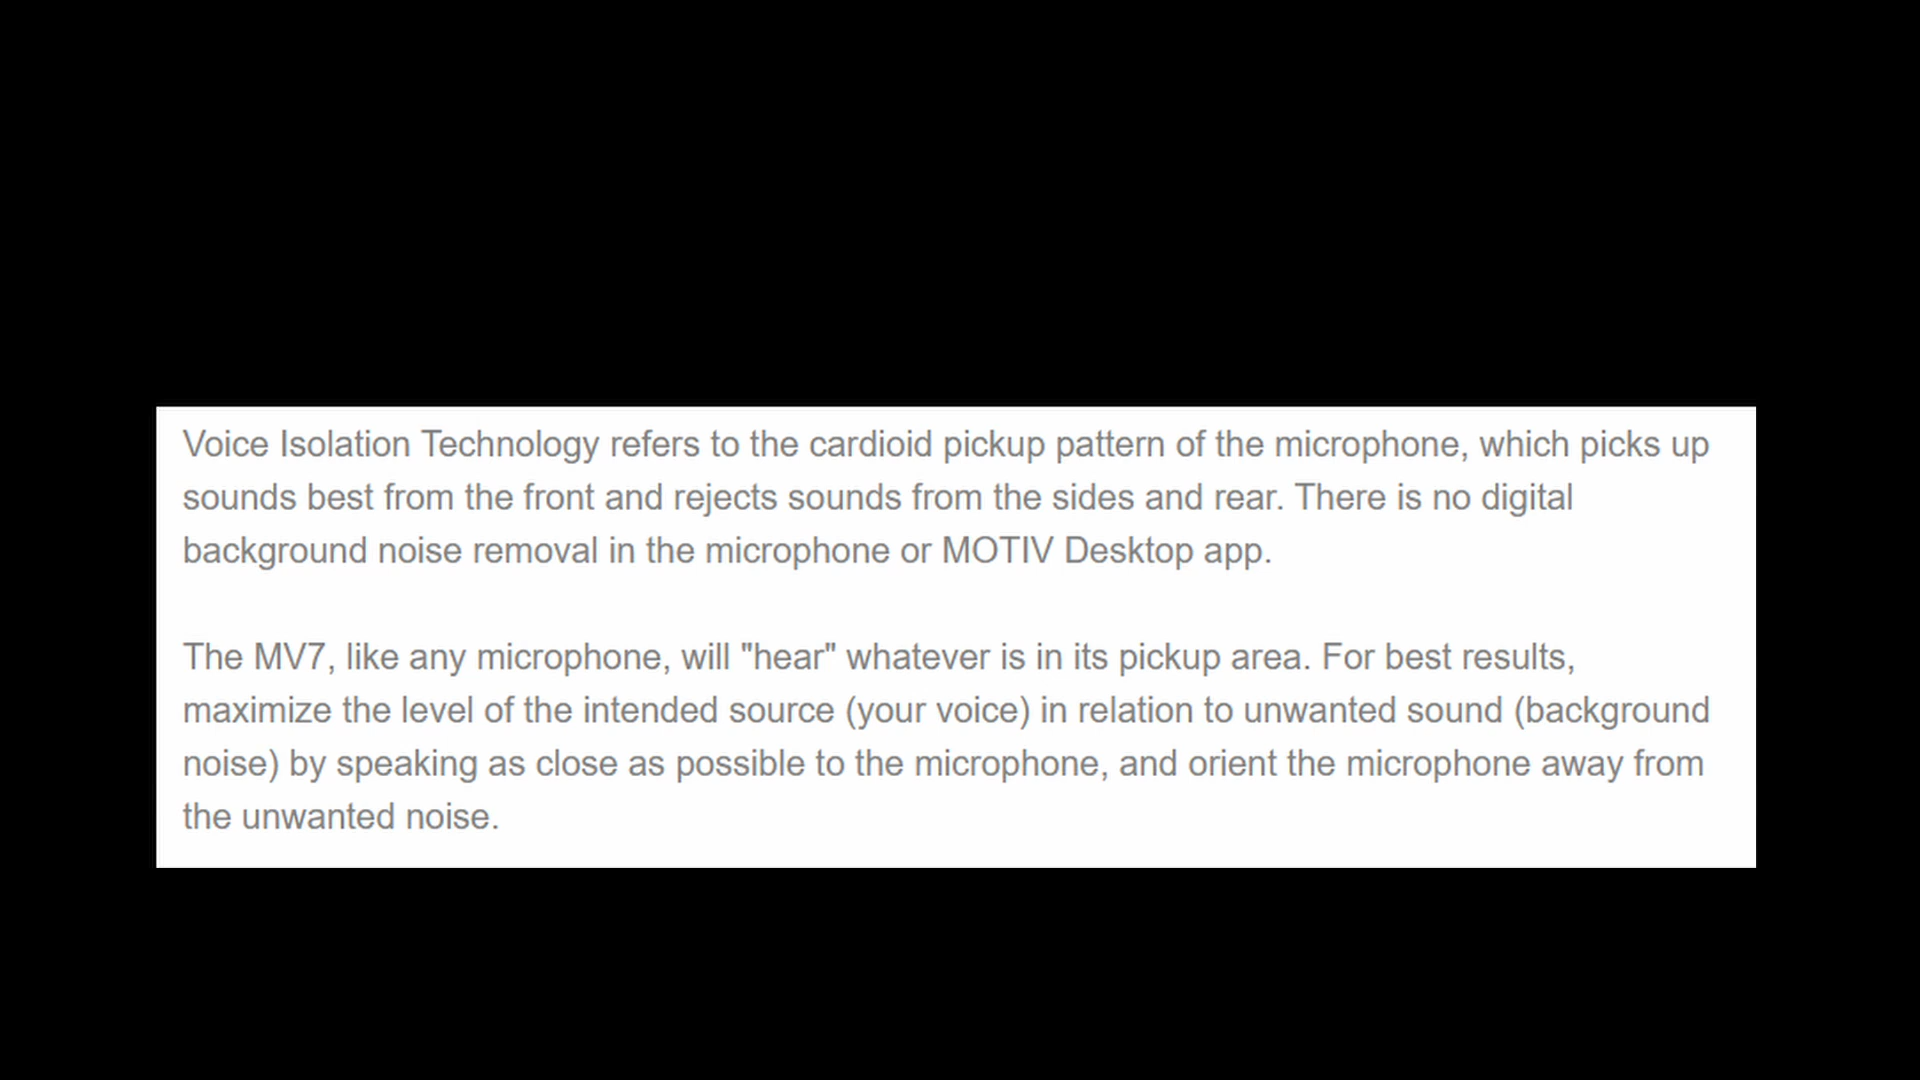 Voice Isolation Technology refers to the cardioid pickup pattern of the microphone, which picks up
sounds best from the front and rejects sounds from the sides and rear. There is no digital
background noise removal in the microphone or MOTIV Desktop app.
The MV7, like any microphone, will "hear" whatever is in its pickup area. For best results,
maximize the level of the intended source (your voice) in relation to unwanted sound (background
noise) by speaking as close as possible to the microphone, and orient the microphone away from
the unwanted noise.